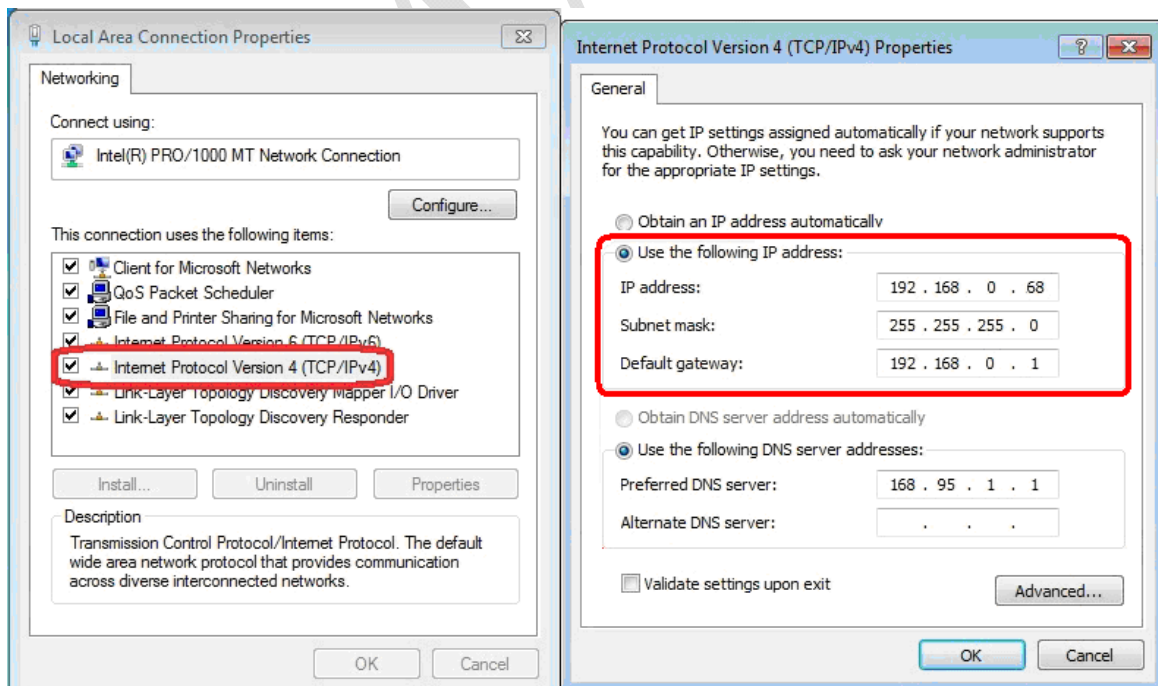 Local Area Connection Properties
Networking
Connect using:
Intel(R) PRO/1000 MT Network Connection
Configure...
This connection uses the following items:
Client for Microsoft Networks
QoS Packet Scheduler
File and Printer Sharing for Microsoft Networks
Internet Protocol Version 6 (TCP/IPv6)
Internet Protocol Version 4 (TCP/IPv4)
Link-Layer Topology Discovery Mapper I/O Driver
Link-Layer Topology Discovery Responder
Install... Uninstall Properties
Description
Transmission Control Protocol/Internet Protocol. The default
wide area network protocol that provides communication
across diverse interconnected networks.
OK Cancel
Internet Protocol Version 4 (TCP/IPv4) Properties
General
You can get IP settings assigned automatically if your network supports
this capability. Otherwise, you need to ask your network administrator
for the appropriate IP settings.
Obtain an IP address automatically
Use the following IP address:
IP address: 192 . 168 . 0 . 68
Subnet mask: 255 . 255 . 255 . 0
Default gateway: 192 . 168 . 0 . 1
Obtain DNS server address automatically
Use the following DNS server addresses:
Preferred DNS server: 168 . 95 . 1 . 1
Alternate DNS server: . . .
Validate settings upon exit
Advanced...
OK Cancel